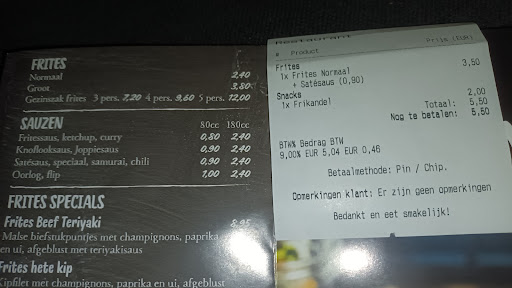 FRITES
Normaal 2,40
Groot 3,80
Gezinszak frites 3 pers. 7,20 4 pers. 9,60 5 pers. 12,00
SAUZEN 80cc 180cc
Fritessaus, ketchup, curry 0,80 2,40
Knoflooksaus, Joppiesaus 0,90 2,40
Satésaus, speciaal, samurai, chili 0,90 2,40
Oorlog, flip 1,00 2,40
FRITES SPECIALS
Frites Beef Teriyaki 8,95
Malse biefstukpuntjes met champignons, paprika
en ui, afgeblust met teriyakisaus
Frites hete kip
Kipfilet met champignons, paprika en ui, afgeblust
Restaurant
# Product Prijs (EUR)
Frites
1x Frites Normaal 3,50
+ Satésaus (0,90)
Snacks
1x Frikandel 2,00
Totaal: 5,50
Nog te betalen: 5,50
BTW% Bedrag BTW
9,00% EUR 5,04 EUR 0,46
Betaalmethode: Pin / Chip.
Opmerkingen klant: Er zijn geen opmerkingen
Bedankt en eet smakelijk!